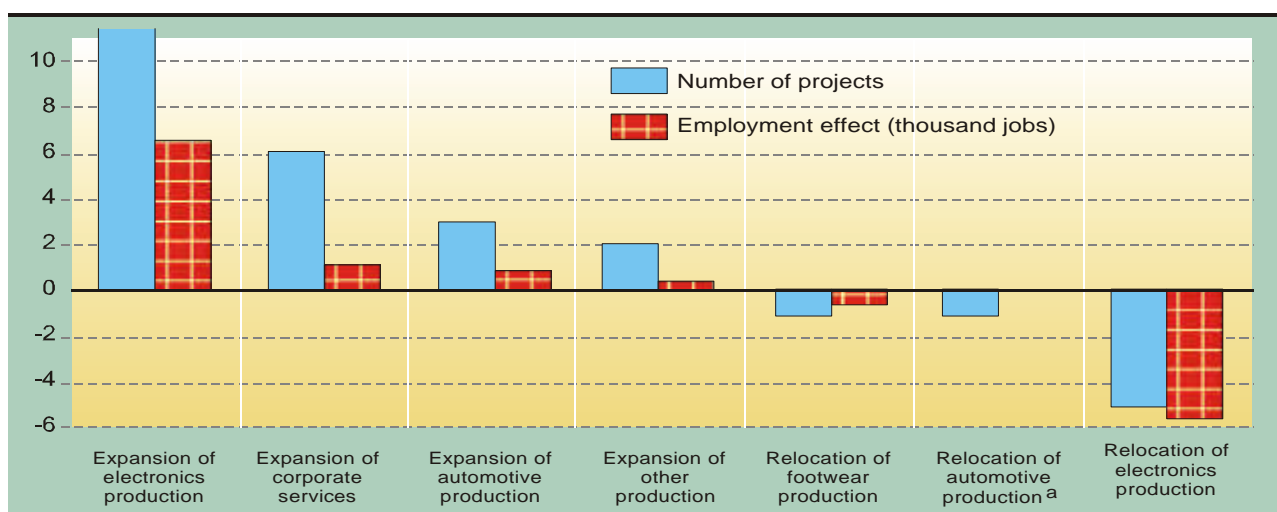 10
8
6
4
2
0
-2
-4
-6
Number of projects
Employment effect (thousand jobs)
Expansion of
electronics
production
Expansion of
corporate
services
Expansion of
automotive
production
Expansion of
other
production
Relocation of
footwear
production
Relocation of
automotive
production a
Relocation of
electronics
production